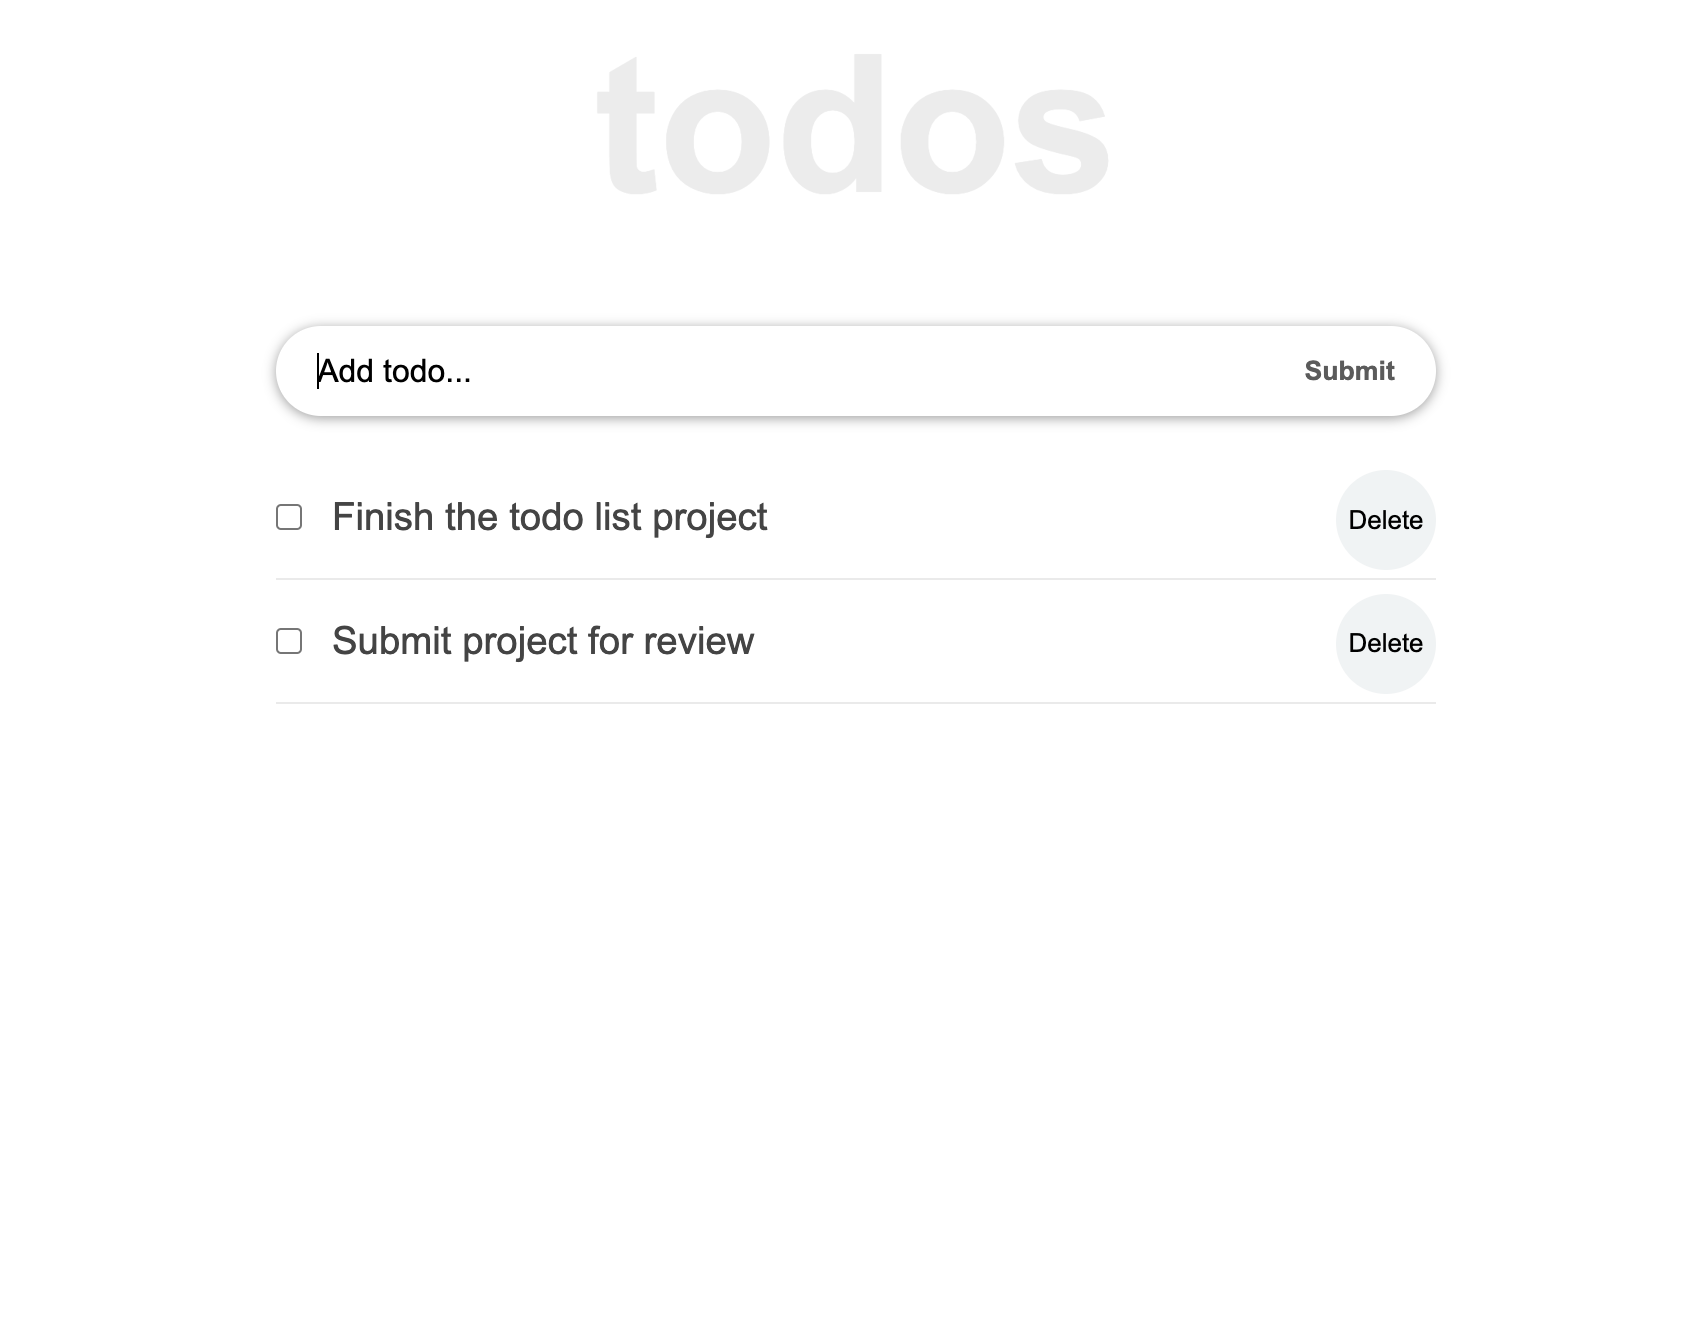 todos
Add todo...
Submit
Finish the todo list project
Delete
Submit project for review
Delete